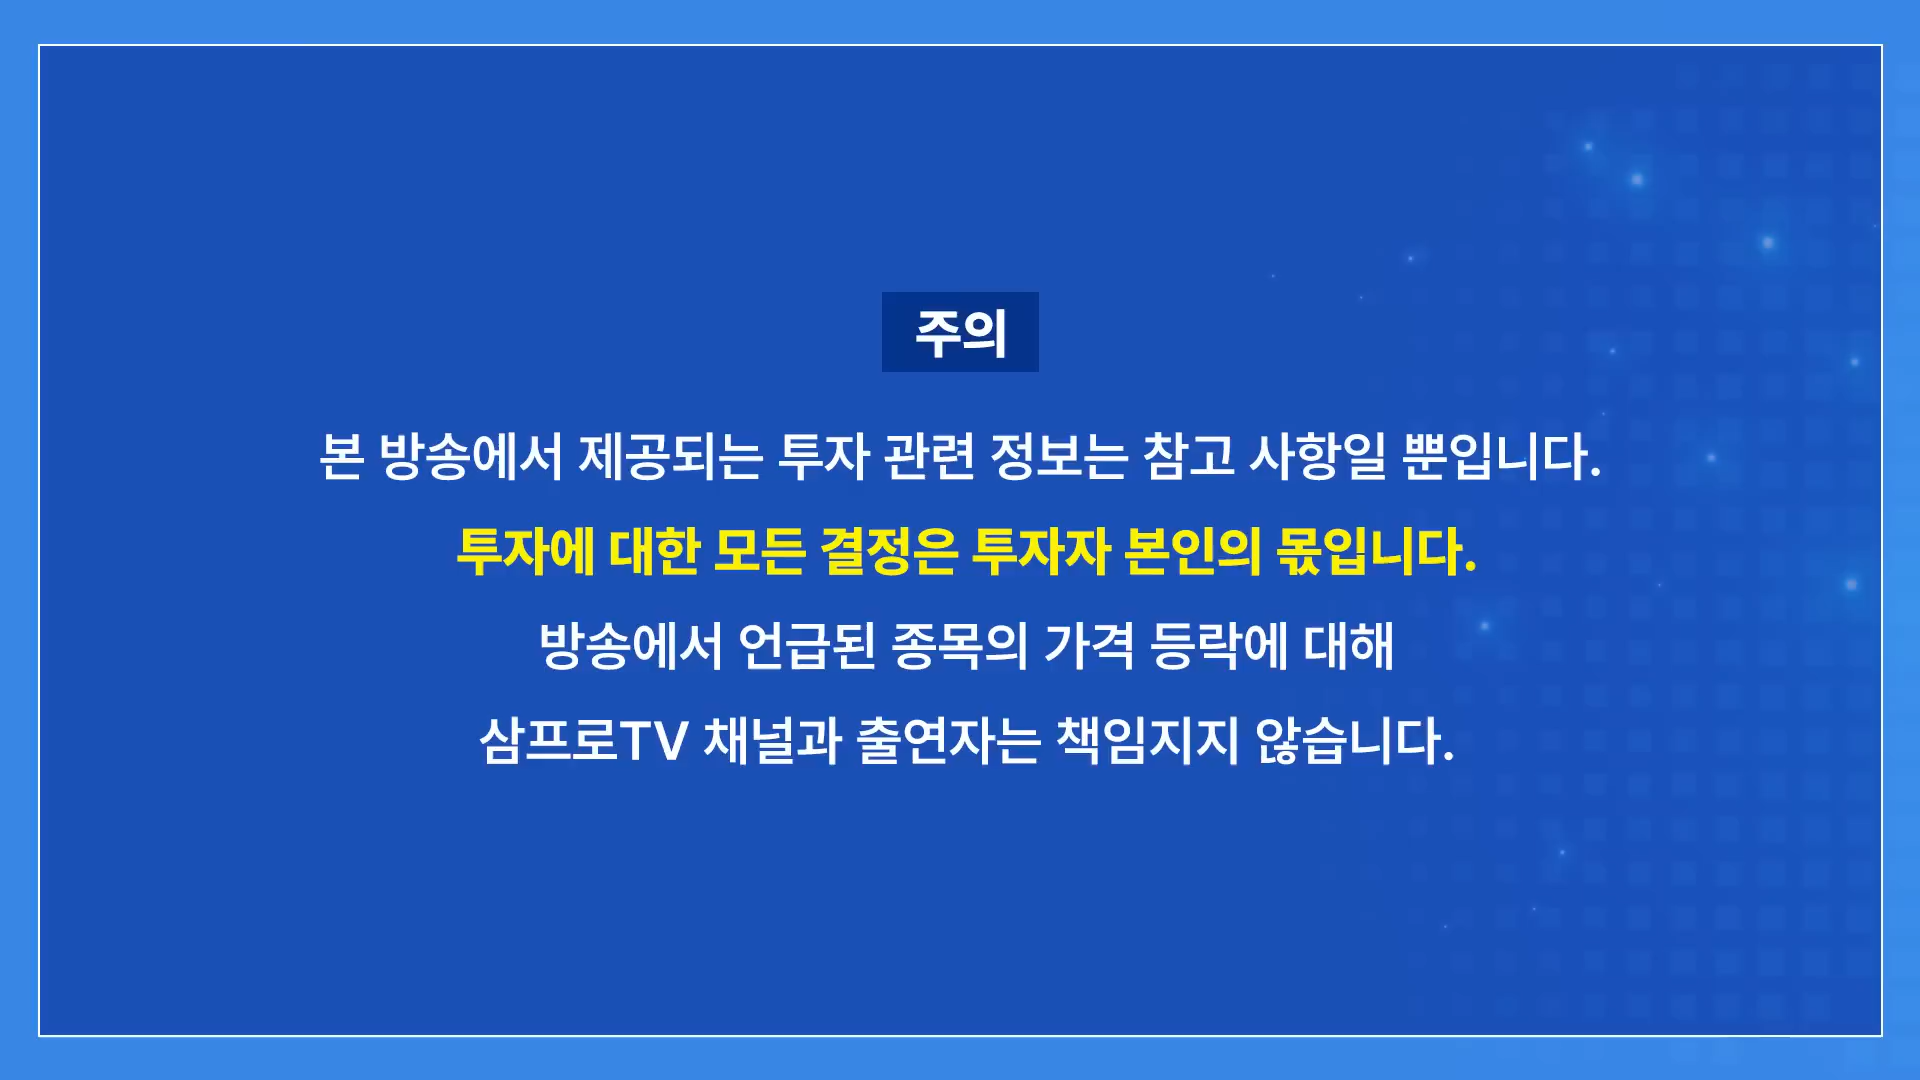 주의
본 방송에서 제공되는 투자 관련 정보는 참고 사항일 뿐입니다.
투자에 대한 모든 결정은 투자자 본인의 몫입니다.
방송에서 언급된 종목의 가격 등락에 대해
삼프로TV 채널과 출연자는 책임지지 않습니다.